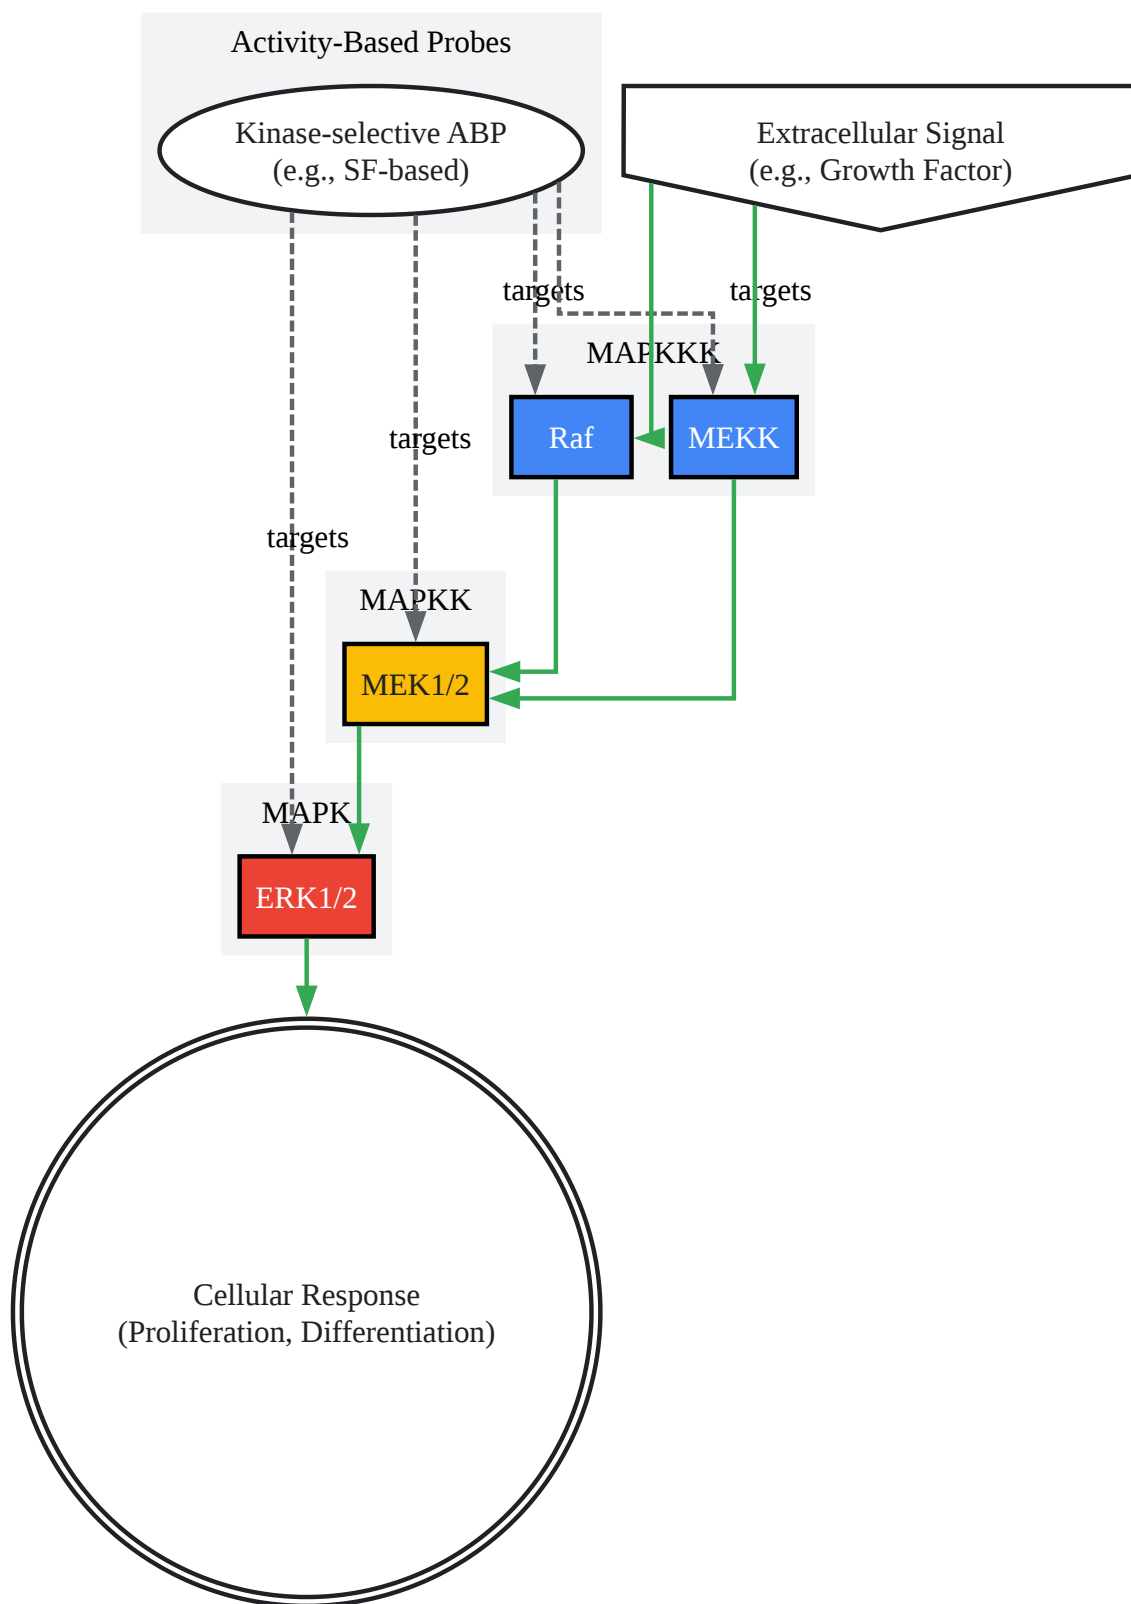 Activity-Based Probes
Kinase-selective ABP
(e.g., SF-based)
Extracellular Signal
(e.g., Growth Factor)
targets
targets
MAPKKK
Raf
MEKK
targets
targets
MAPKK
MEK1/2
MAPK
ERK1/2
Cellular Response
(Proliferation, Differentiation)